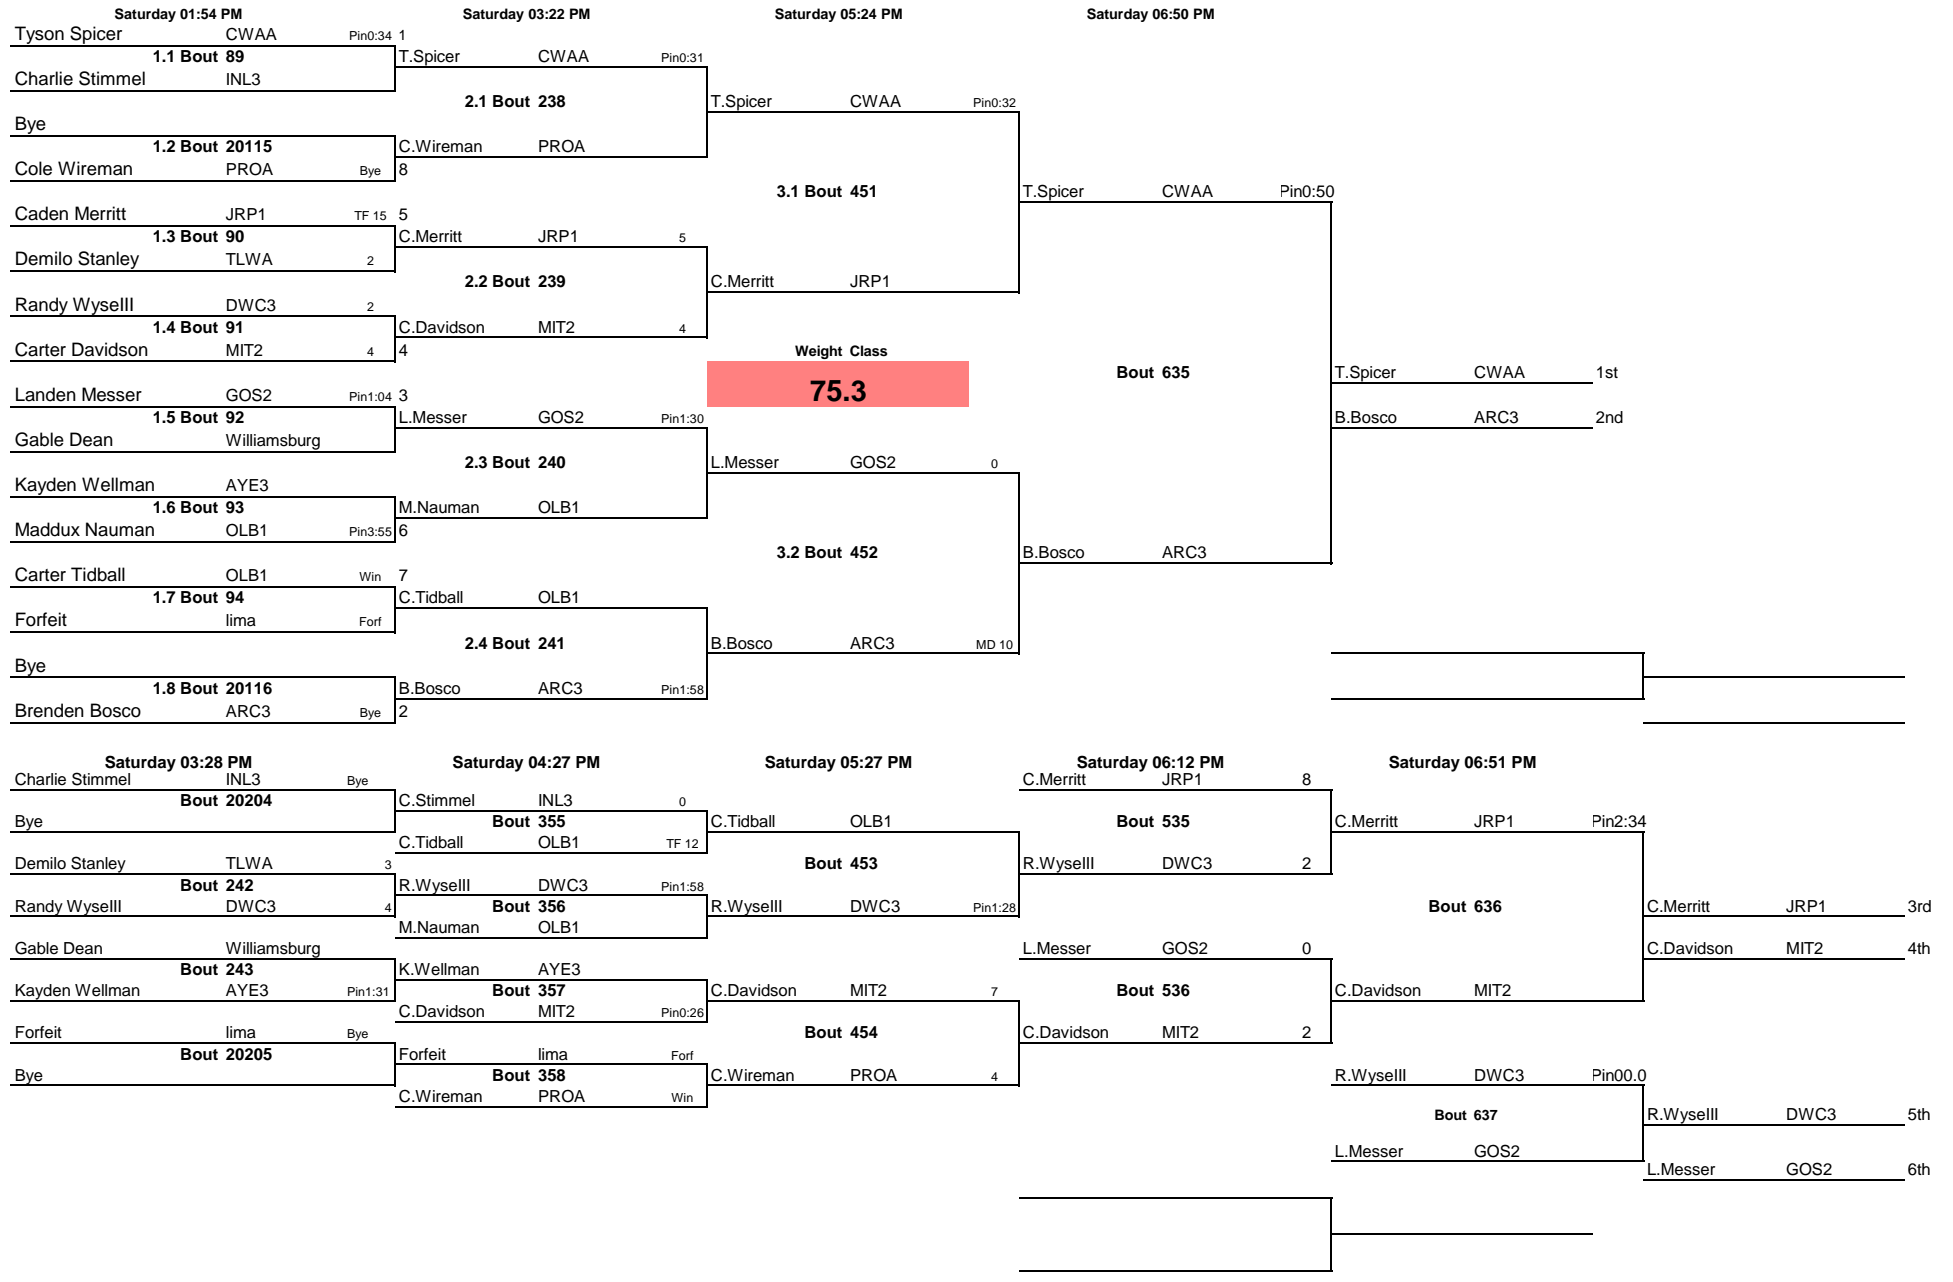 Saturday 01:54 PM Saturday 03:22 PM Saturday 05:24 PM Saturday 06:50 PM
Tyson Spicer CWAA Pin0:34 1
1.1 Bout 89 T.Spicer CWAA Pin0:31
Charlie Stimmel INL3
2.1 Bout 238 T.Spicer CWAA Pin0:32
Bye
1.2 Bout 20115 C.Wireman PROA
Cole Wireman PROA Bye 8
3.1 Bout 451 T.Spicer CWAA Pin0:50
Caden Merritt JRP1 TF 15 5
1.3 Bout 90 C.Merritt JRP1 5
Demilo Stanley TLWA 2
2.2 Bout 239 C.Merritt JRP1
Randy WyseIII DWC3 2
1.4 Bout 91 C.Davidson MIT2 4
Carter Davidson MIT2 4 4 Weight Class
Bout 635 T.Spicer CWAA 1st
Landen Messer GOS2 Pin1:04 3 75.3
1.5 Bout 92 L.Messer GOS2 Pin1:30 B.Bosco ARC3 2nd
Gable Dean Williamsburg
2.3 Bout 240 L.Messer GOS2 0
Kayden Wellman AYE3
1.6 Bout 93 M.Nauman OLB1
Maddux Nauman OLB1 Pin3:55 6
3.2 Bout 452 B.Bosco ARC3
Carter Tidball OLB1 Win 7
1.7 Bout 94 C.Tidball OLB1
Forfeit lima Forf
2.4 Bout 241 B.Bosco ARC3 MD 10
Bye
1.8 Bout 20116 B.Bosco ARC3 Pin1:58
Brenden Bosco ARC3 Bye 2
Saturday 03:28 PM Saturday 04:27 PM Saturday 05:27 PM Saturday 06:12 PM Saturday 06:51 PM
Charlie Stimmel INL3 Bye C.Merritt JRP1 8
Bout 20204 C.Stimmel INL3 0
Bye Bout 355 C.Tidball OLB1 Bout 535 C.Merritt JRP1 Pin2:34
C.Tidball OLB1 TF 12
Demilo Stanley TLWA 3 Bout 453 R.WyseIII DWC3 2
Bout 242 R.WyseIII DWC3 Pin1:58
Randy WyseIII DWC3 4 Bout 356 R.WyseIII DWC3 Pin1:28 Bout 636 C.Merritt JRP1 3rd
M.Nauman OLB1
Gable Dean Williamsburg L.Messer GOS2 0 C.Davidson MIT2 4th
Bout 243 K.Wellman AYE3
Kayden Wellman AYE3 Pin1:31 Bout 357 C.Davidson MIT2 7 Bout 536 C.Davidson MIT2
C.Davidson MIT2 Pin0:26
Forfeit lima Bye Bout 454 C.Davidson MIT2 2
Bout 20205 Forfeit lima Forf
Bye Bout 358 C.Wireman PROA 4 R.WyseIII DWC3 Pin00.0
C.Wireman PROA Win
Bout 637 R.WyseIII DWC3 5th
L.Messer GOS2
L.Messer GOS2 6th